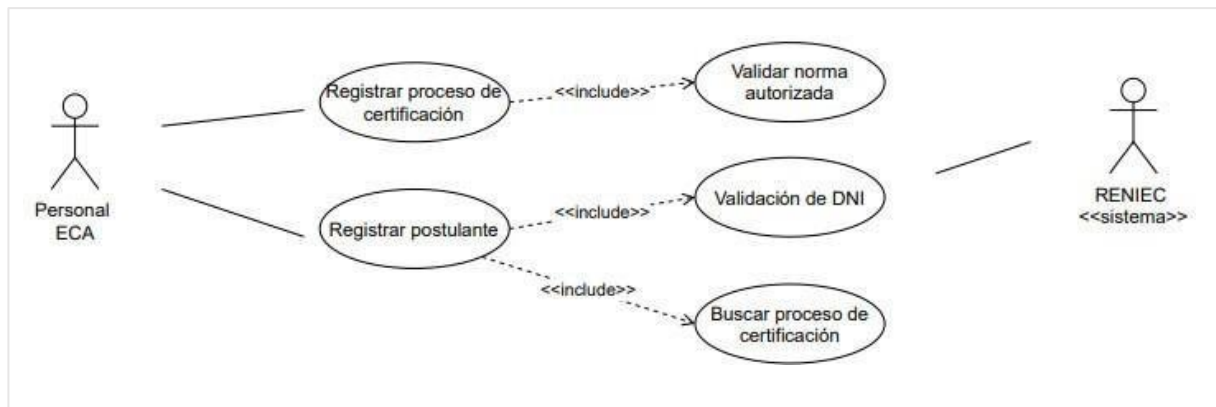 Registrar proceso de
certificación
<<include>>
Validar norma
autorizada
Personal
ECA
Registrar postulante
<<include>>
Validación de DNI
RENIEC
<<sistema>>
<<include>>
Buscar proceso de
certificación